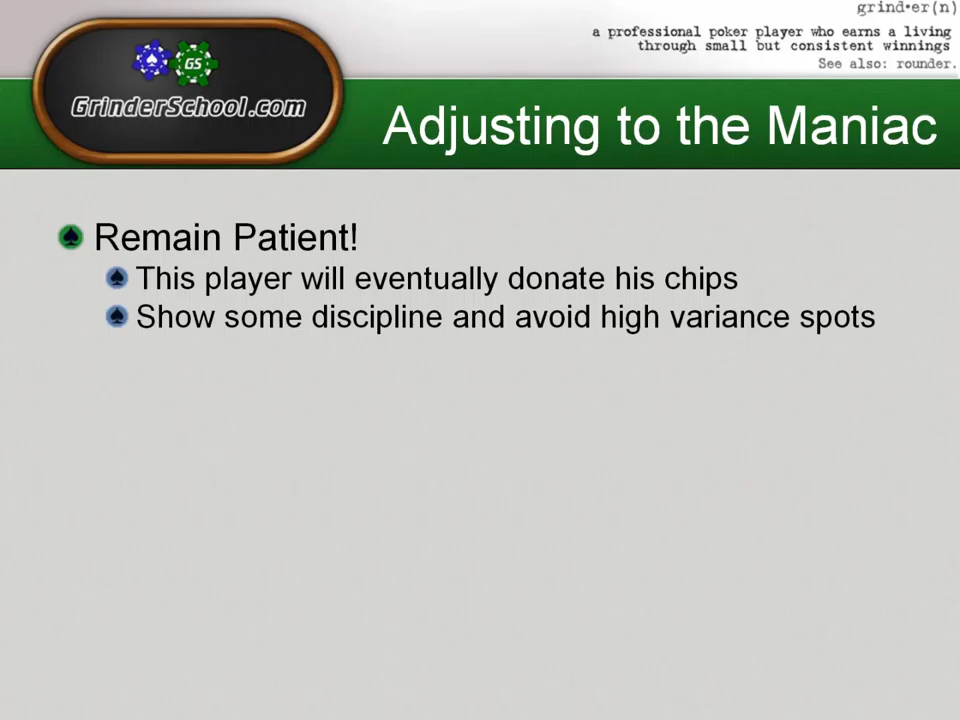 grind•er(n)
a professional poker player who earns a living
through small but consistent winnings
See also: rounder.
GS
GrinderSchool.com
Adjusting to the Maniac
Remain Patient!
This player will eventually donate his chips
Show some discipline and avoid high variance spots